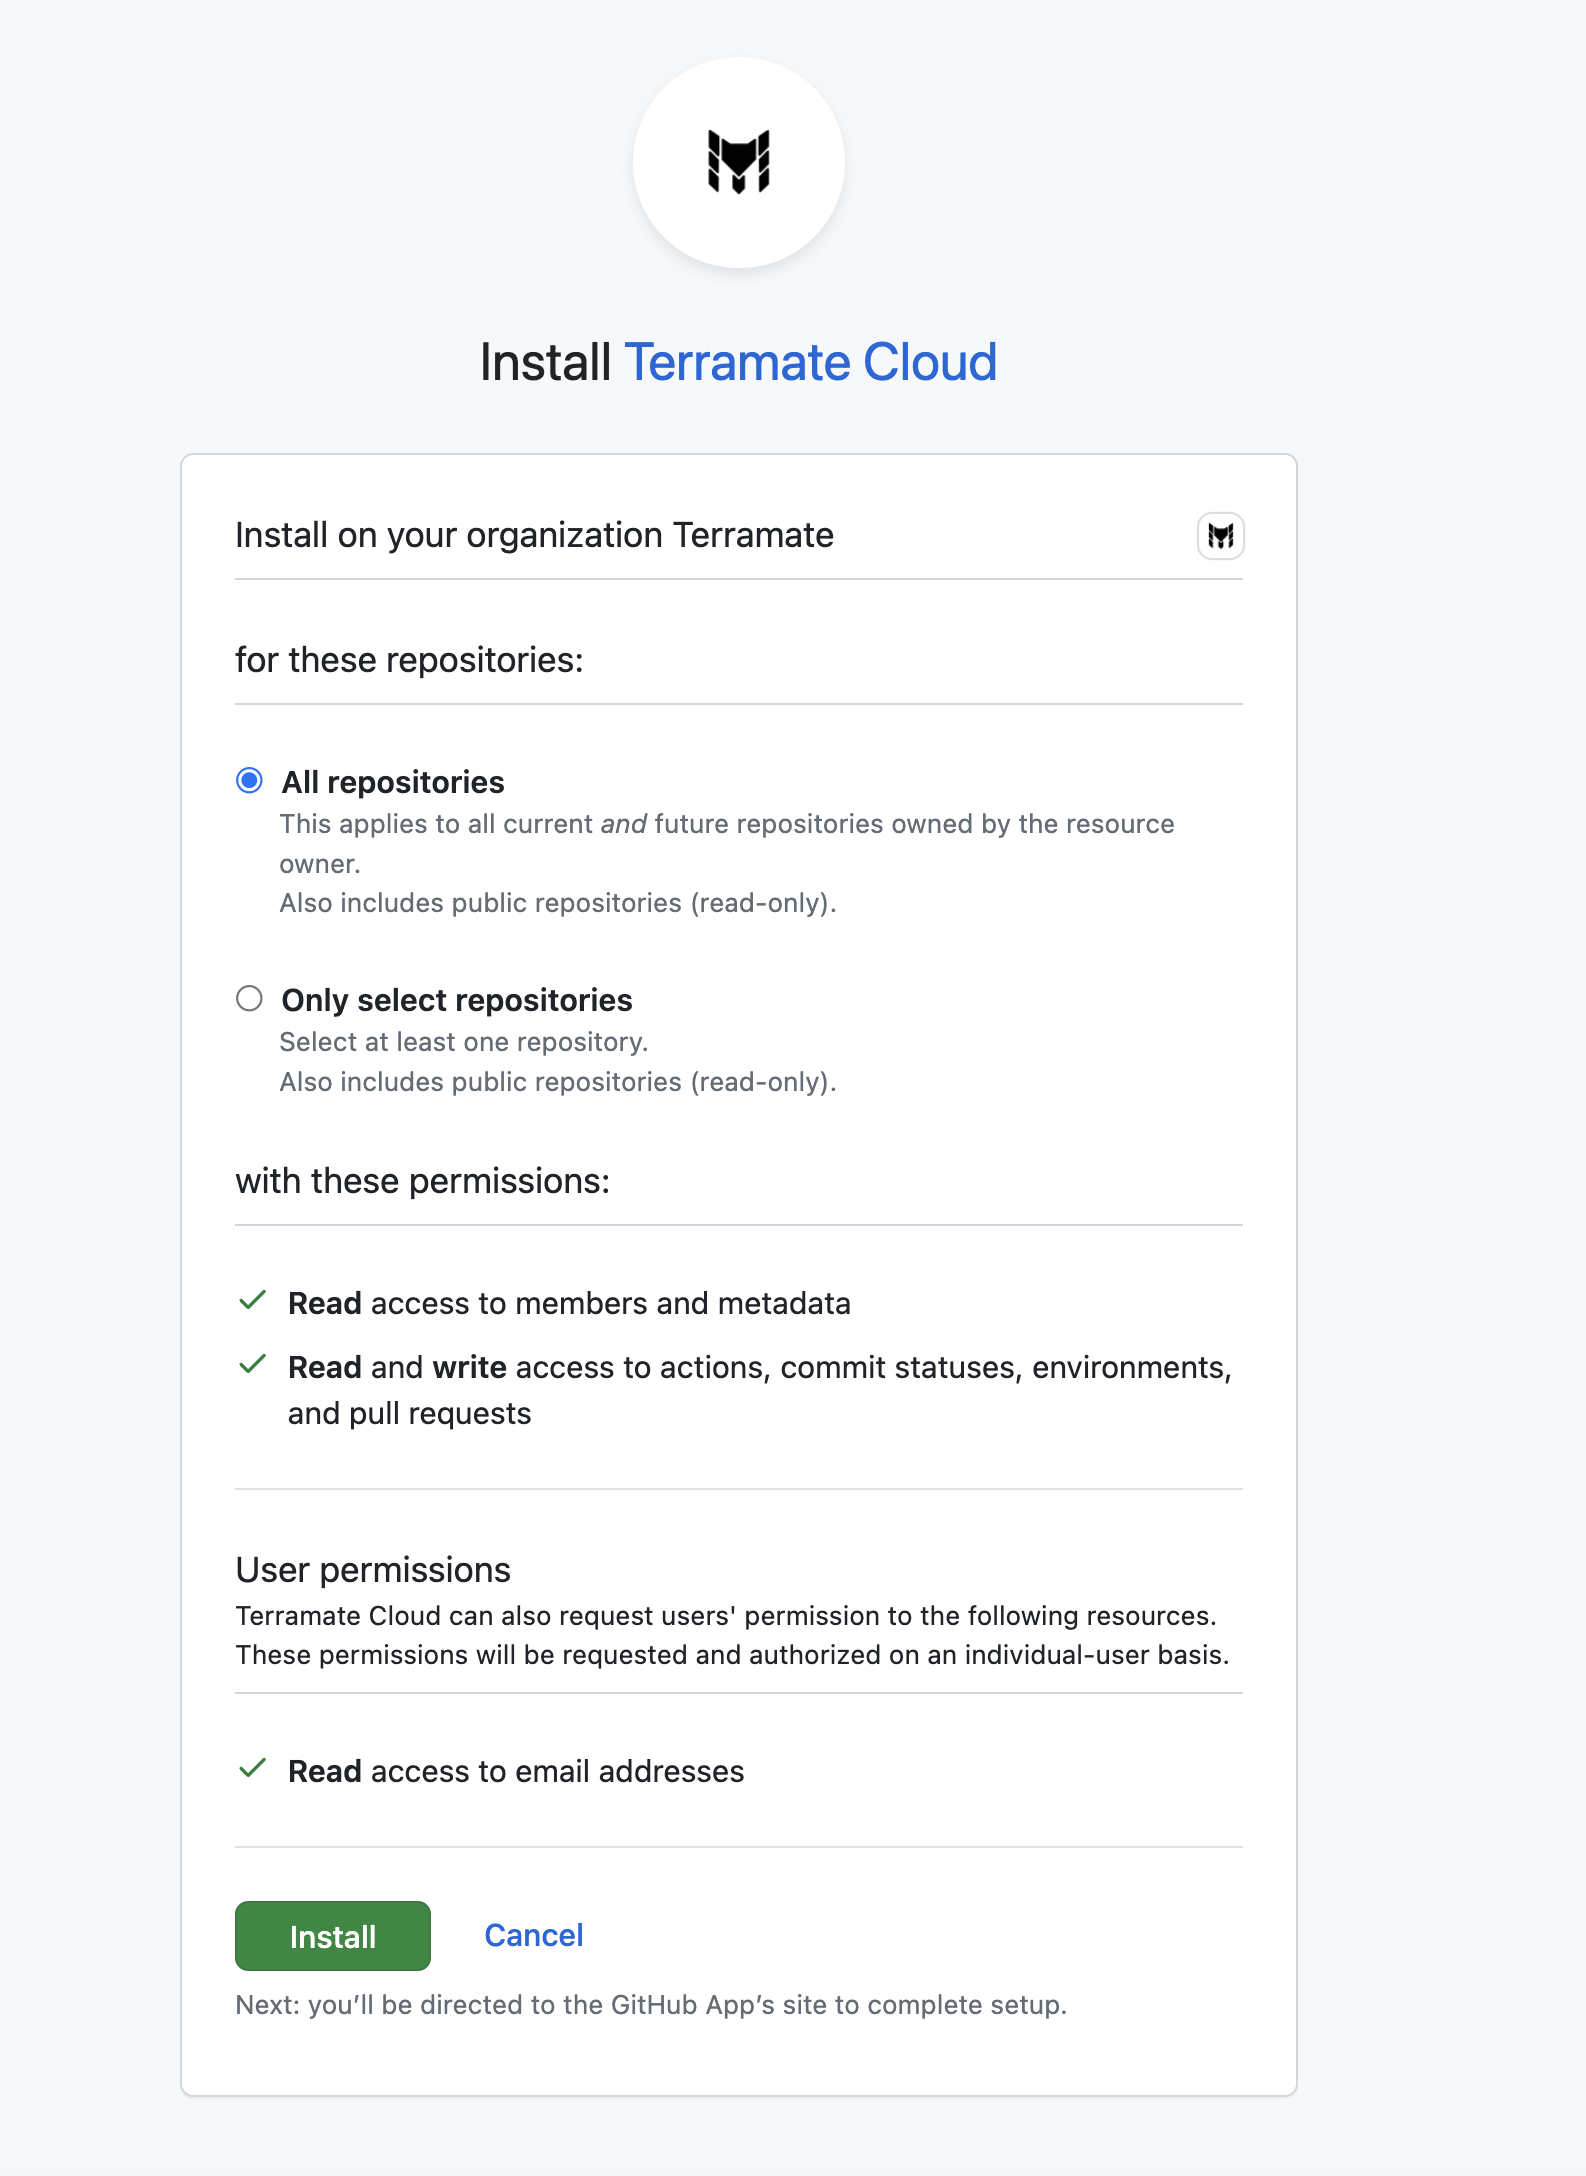 Install Terramate Cloud
Install on your organization Terramate
for these repositories:
All repositories
This applies to all current and future repositories owned by the resource
owner.
Also includes public repositories (read-only).
Only select repositories
Select at least one repository.
Also includes public repositories (read-only).
with these permissions:
Read access to members and metadata
Read and write access to actions, commit statuses, environments,
and pull requests
User permissions
Terramate Cloud can also request users' permission to the following resources.
These permissions will be requested and authorized on an individual-user basis.
Read access to email addresses
Install Cancel
Next: you’ll be directed to the GitHub App’s site to complete setup.